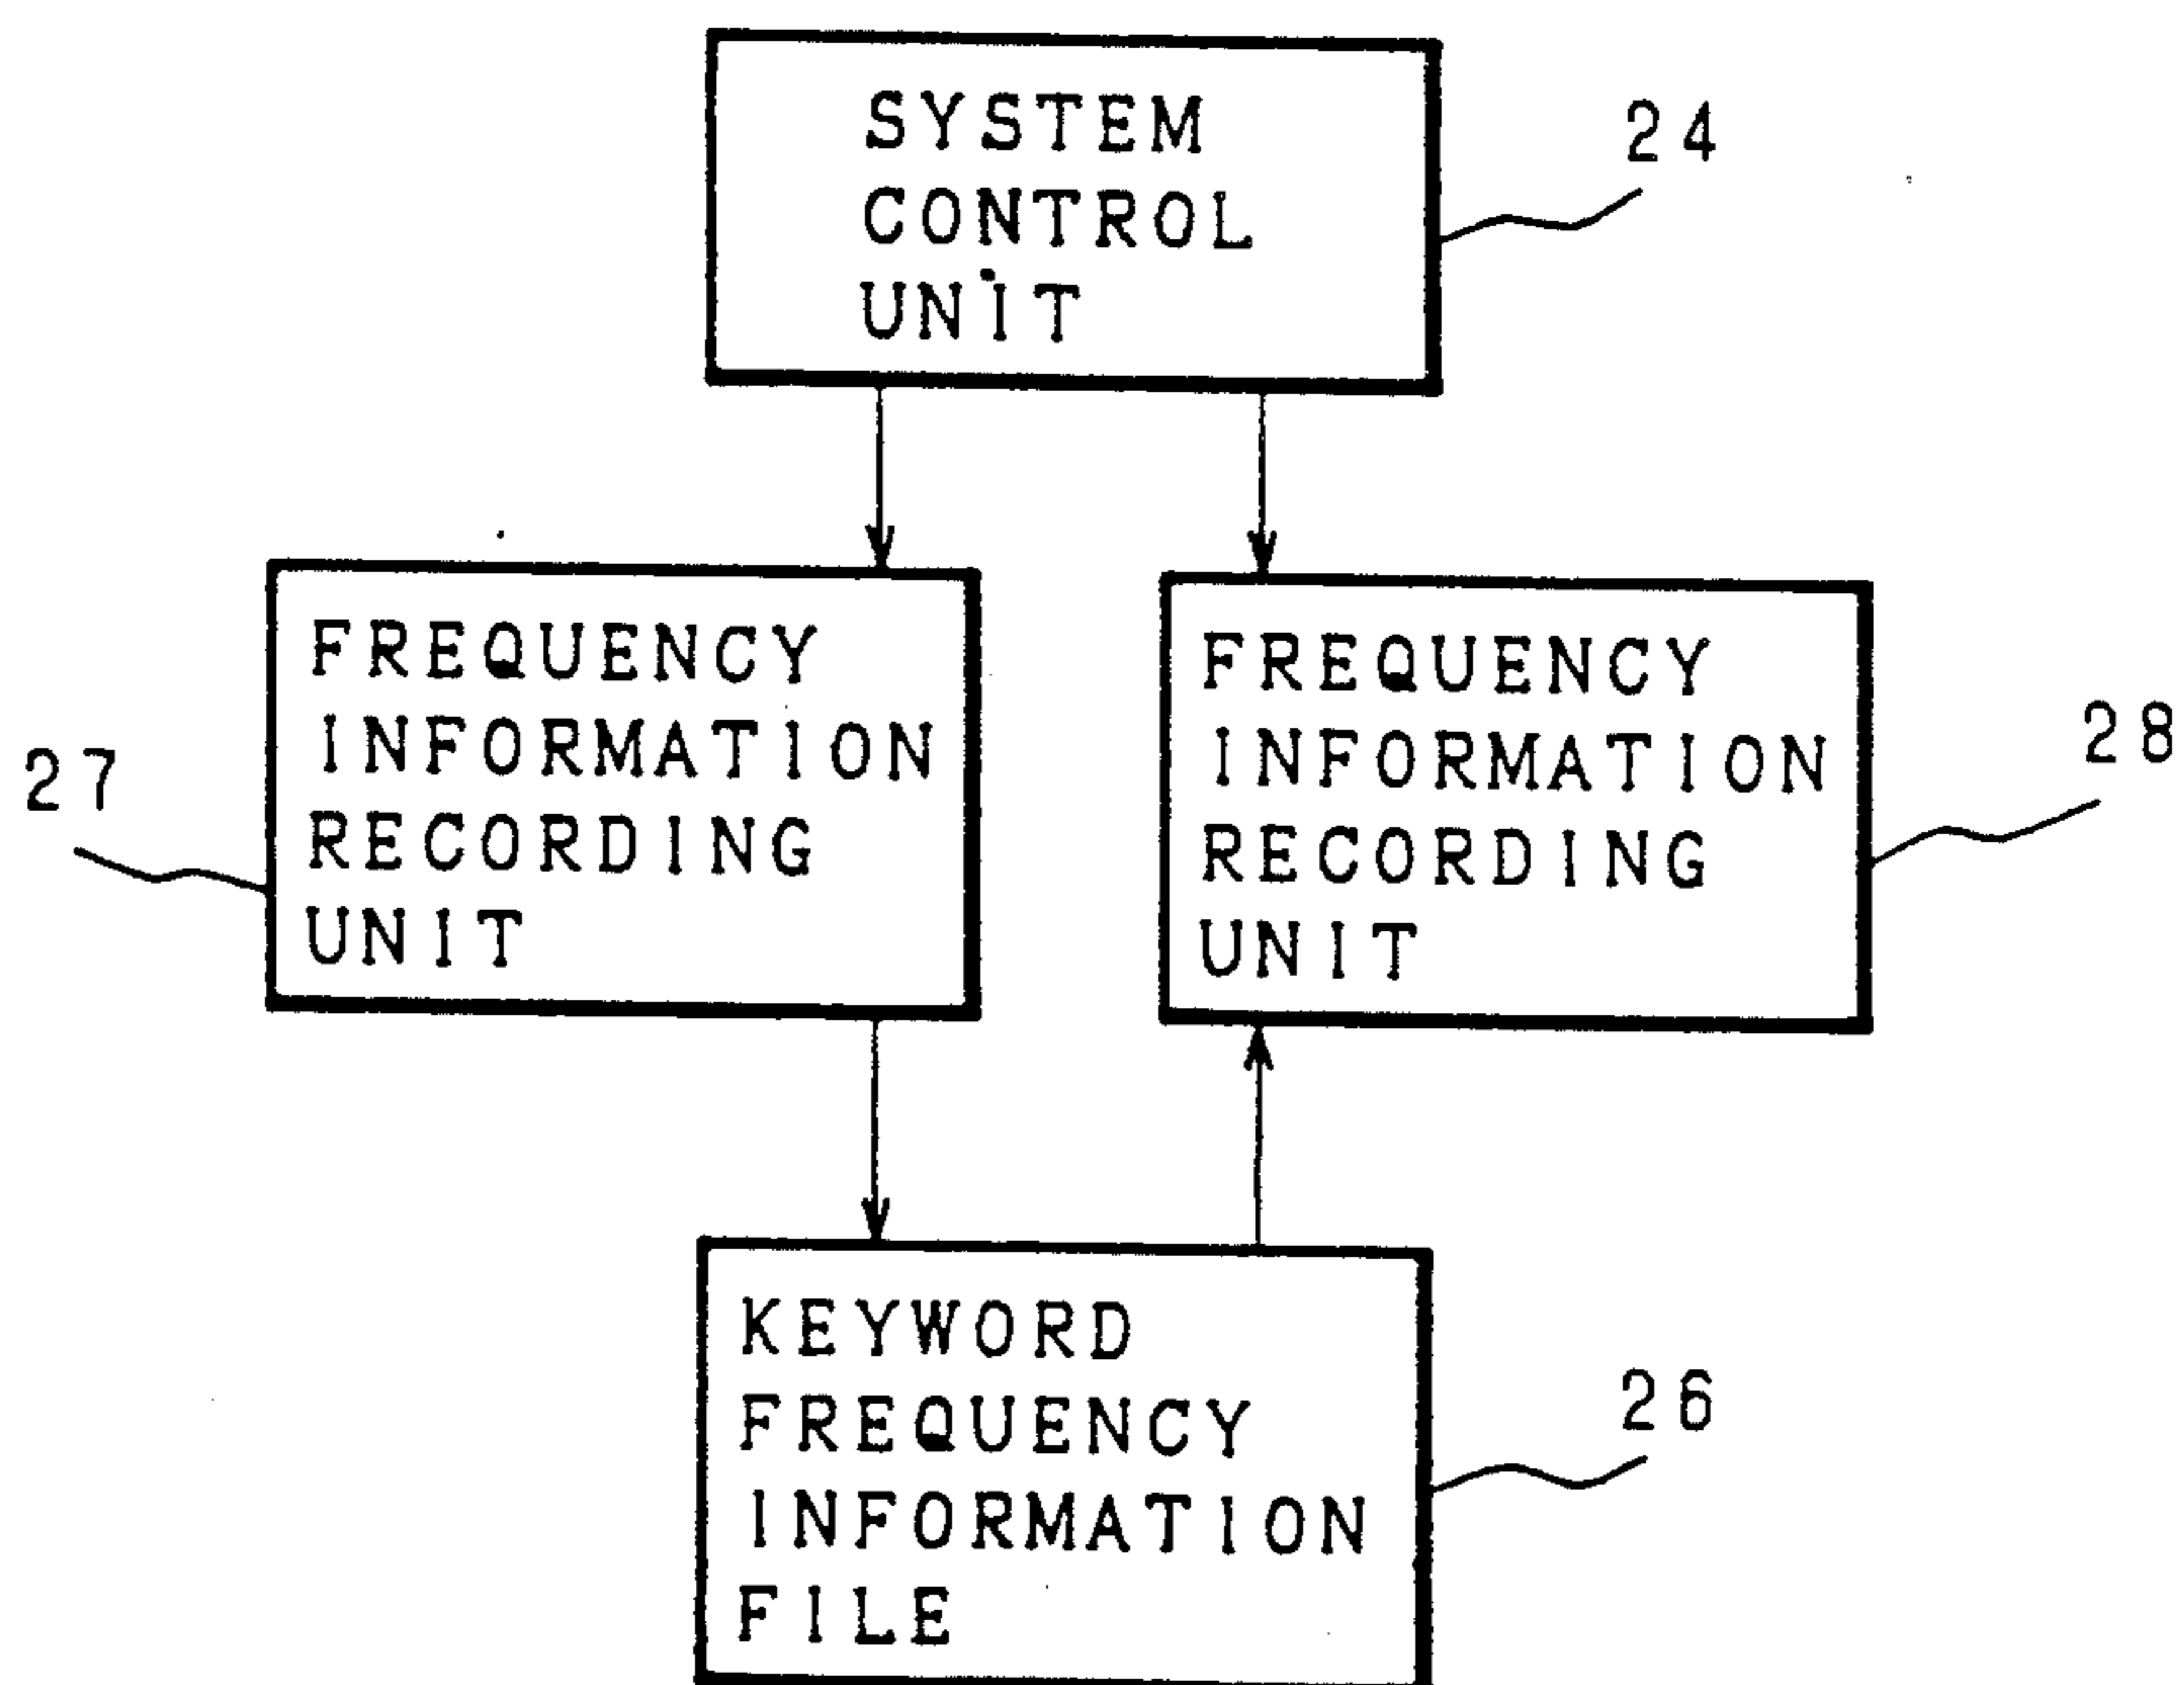 SYSTEM
CONTROL
UNIT
24
FREQUENCY
INFORMATION
RECORDING
UNIT
27
FREQUENCY
INFORMATION
RECORDING
UNIT
28
KEYWORD
FREQUENCY
INFORMATION
FILE
26